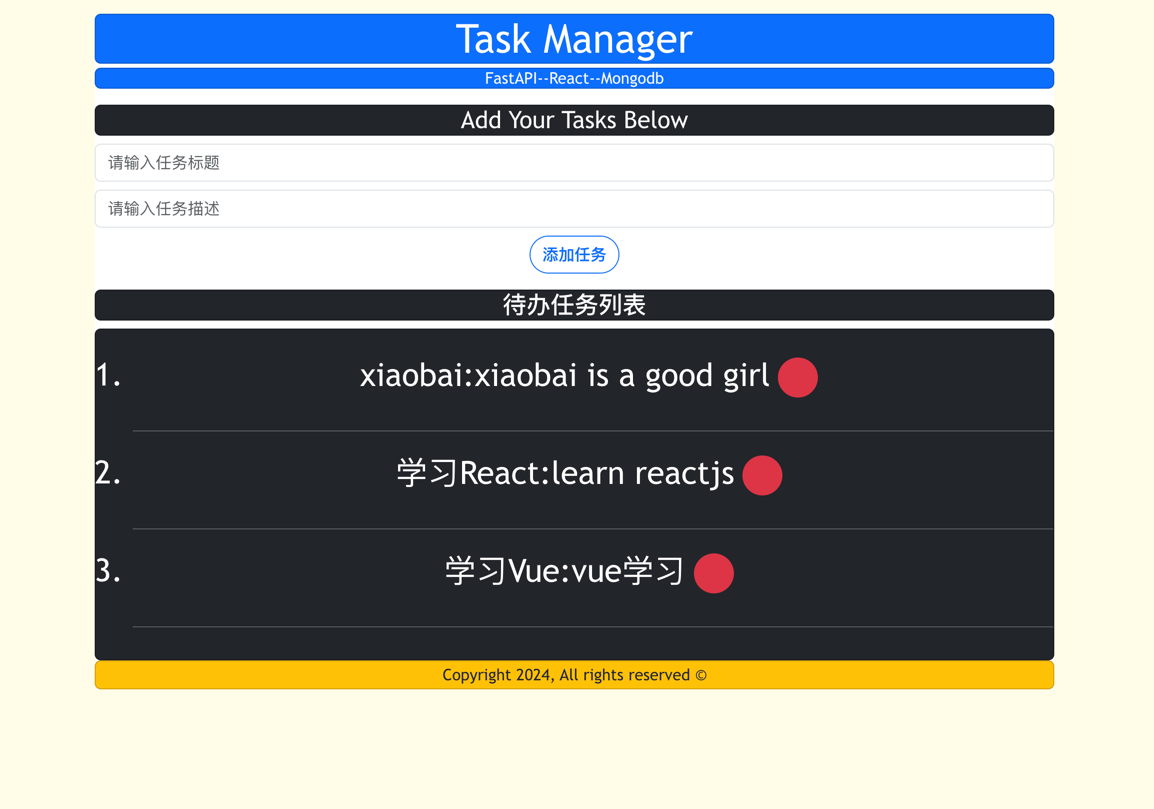 Task Manager
FastAPI--React--Mongodb
Add Your Tasks Below
请输入任务标题
请输入任务描述
添加任务
待办任务列表
1. xiaobai:xiaobai is a good girl
2. 学习React:learn reactjs
3. 学习Vue:vue学习
Copyright 2024, All rights reserved ©